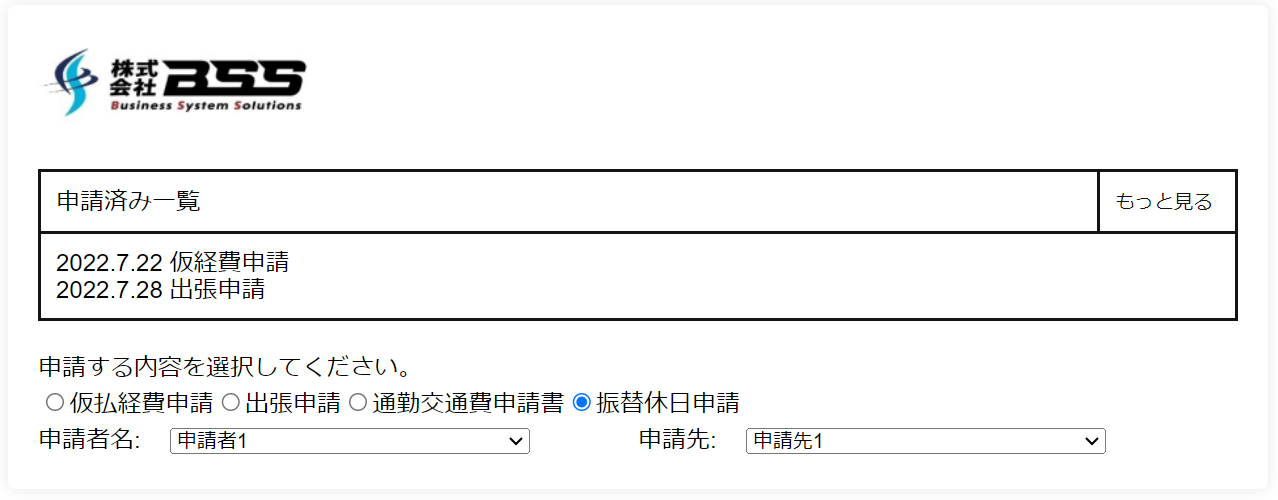 株式
会社 BSS
Business System Solutions
申請済み一覧
もっと見る
2022.7.22 仮経費申請
2022.7.28 出張申請
申請する内容を選択してください。
仮払経費申請 出張申請 通勤交通費申請書 振替休日申請
申請者名: 申請者1 申請先: 申請先1